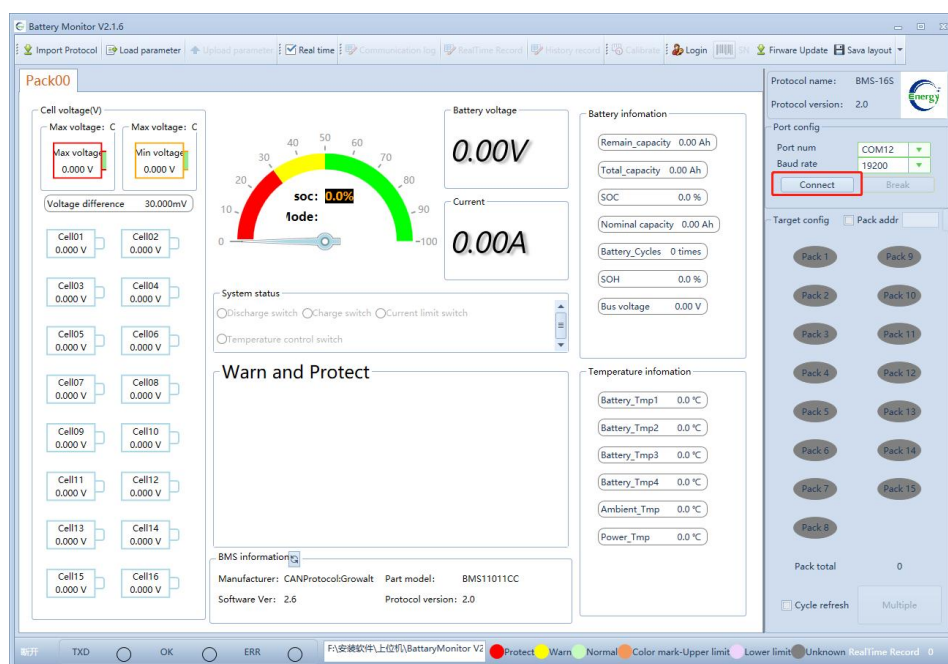 Battery Monitor V2.1.6
Import Protocol Load parameter Upload parameter Real time Communication log RealTime Record History record Calibrate Login SN Firware Update Sava layout
Pack00
Cell voltage(V)
Max voltage: C Max voltage: C
Max voltage Min voltage
0.000 V 0.000 V
Voltage difference 30.000mV
Cell01 Cell02
0.000 V 0.000 V
Cell03 Cell04
0.000 V 0.000 V
Cell05 Cell06
0.000 V 0.000 V
Cell07 Cell08
0.000 V 0.000 V
Cell09 Cell10
0.000 V 0.000 V
Cell11 Cell12
0.000 V 0.000 V
Cell13 Cell14
0.000 V 0.000 V
Cell15 Cell16
0.000 V 0.000 V
0 10 20 30 40 50 60 70 80 90 100
soc: 0.0%
Mode:
Battery voltage
0.00V
Current
0.00A
System status
Discharge switch Charge switch Current limit switch
Temperature control switch
Warn and Protect
BMS information
Manufacturer: CANProtocol:Growalt Part model: BMS11011CC
Software Ver: 2.6 Protocol version: 2.0
Battery infomation
Remain_capacity 0.00 Ah
Total_capacity 0.00 Ah
SOC 0.0 %
Nominal capacity 0.00 Ah
Battery_Cycles 0 times
SOH 0.0 %
Bus voltage 0.00 V
Temperature infomation
Battery_Tmp1 0.0 ℃
Battery_Tmp2 0.0 ℃
Battery_Tmp3 0.0 ℃
Battery_Tmp4 0.0 ℃
Ambient_Tmp 0.0 ℃
Power_Tmp 0.0 ℃
Protocol name: BMS-16S
Protocol version: 2.0
Energy
Port config
Port num COM12
Baud rate 19200
Connect Break
Target config Pack addr
Pack 1 Pack 9
Pack 2 Pack 10
Pack 3 Pack 11
Pack 4 Pack 12
Pack 5 Pack 13
Pack 6 Pack 14
Pack 7 Pack 15
Pack 8
Pack total 0
Cycle refresh Multiple
断开 TXD OK ERR F:\安装软件\上位机\BattaryMonitor V2 Protect Warn Normal Color mark-Upper limit Lower limit Unknown RealTime Record 0